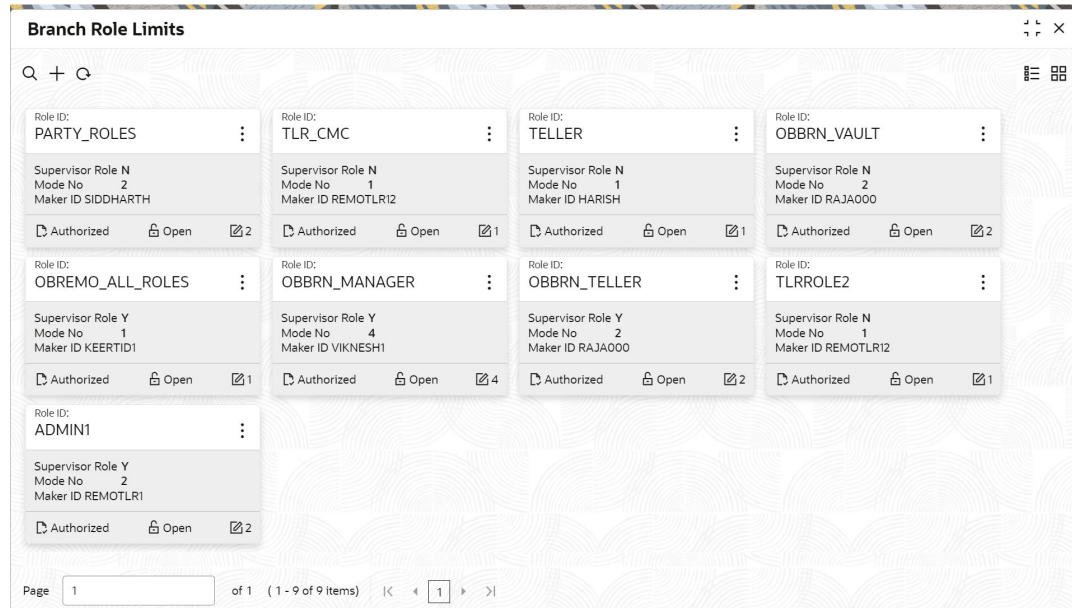 Branch Role Limits
Role ID:
PARTY_ROLES
Supervisor Role N
Mode No 2
Maker ID SIDDHARTH
Authorized Open 2
Role ID:
TLR_CMC
Supervisor Role N
Mode No 1
Maker ID REMOTLR12
Authorized Open 1
Role ID:
TELLER
Supervisor Role N
Mode No 1
Maker ID HARISH
Authorized Open 1
Role ID:
OBBRN_VAULT
Supervisor Role N
Mode No 2
Maker ID RAJA000
Authorized Open 2
Role ID:
OBREMO_ALL_ROLES
Supervisor Role Y
Mode No 1
Maker ID KEERTID1
Authorized Open 1
Role ID:
OBBRN_MANAGER
Supervisor Role Y
Mode No 4
Maker ID VIKNESH1
Authorized Open 4
Role ID:
OBBRN_TELLER
Supervisor Role Y
Mode No 2
Maker ID RAJA000
Authorized Open 2
Role ID:
TLRROLE2
Supervisor Role N
Mode No 1
Maker ID REMOTLR12
Authorized Open 1
Role ID:
ADMIN1
Supervisor Role Y
Mode No 2
Maker ID REMOTLR1
Authorized Open 2
Page 1 of 1 (1 - 9 of 9 items) 1